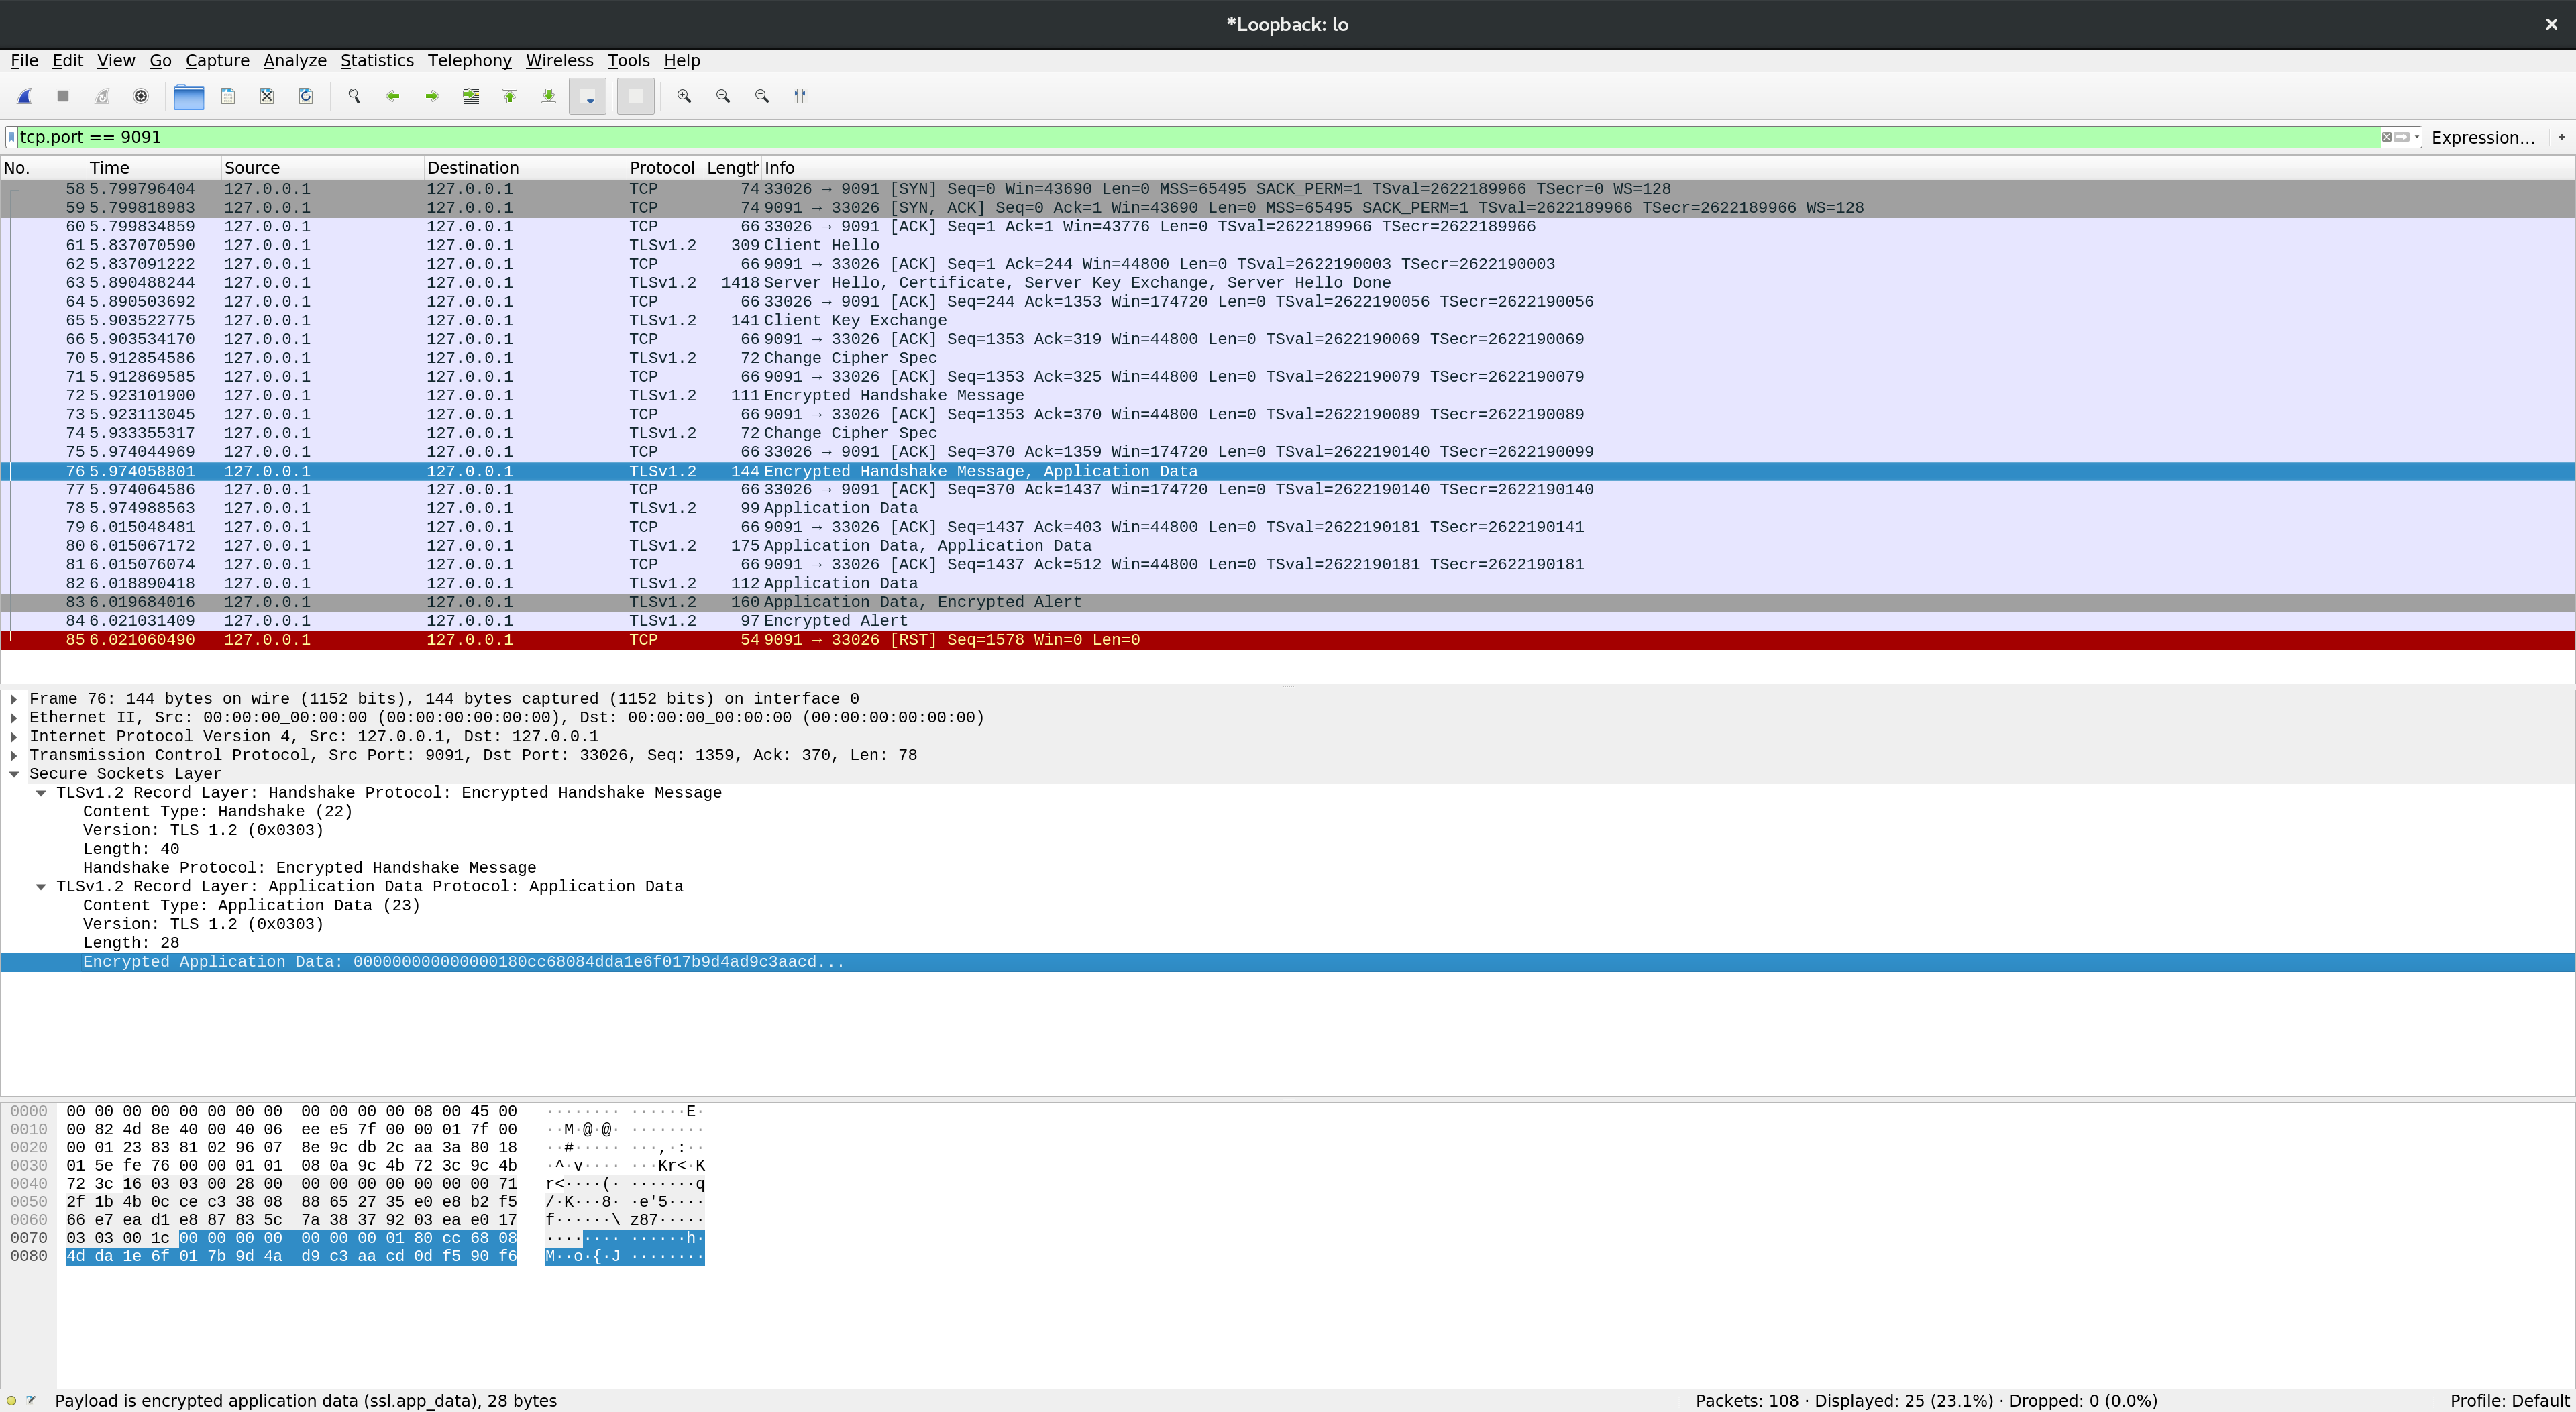 *Loopback: lo
File Edit View Go Capture Analyze Statistics Telephony Wireless Tools Help
tcp.port == 9091 Expression… +
No. Time Source Destination Protocol Length Info
58 5.799796404 127.0.0.1 127.0.0.1 TCP 74 33026 → 9091 [SYN] Seq=0 Win=43690 Len=0 MSS=65495 SACK_PERM=1 TSval=2622189966 TSecr=0 WS=128
59 5.799818983 127.0.0.1 127.0.0.1 TCP 74 9091 → 33026 [SYN, ACK] Seq=0 Ack=1 Win=43690 Len=0 MSS=65495 SACK_PERM=1 TSval=2622189966 TSecr=2622189966 WS=128
60 5.799834859 127.0.0.1 127.0.0.1 TCP 66 33026 → 9091 [ACK] Seq=1 Ack=1 Win=43776 Len=0 TSval=2622189966 TSecr=2622189966
61 5.837070590 127.0.0.1 127.0.0.1 TLSv1.2 309 Client Hello
62 5.837091222 127.0.0.1 127.0.0.1 TCP 66 9091 → 33026 [ACK] Seq=1 Ack=244 Win=44800 Len=0 TSval=2622190003 TSecr=2622190003
63 5.890488244 127.0.0.1 127.0.0.1 TLSv1.2 1418 Server Hello, Certificate, Server Key Exchange, Server Hello Done
64 5.890503692 127.0.0.1 127.0.0.1 TCP 66 33026 → 9091 [ACK] Seq=244 Ack=1353 Win=174720 Len=0 TSval=2622190056 TSecr=2622190056
65 5.903522775 127.0.0.1 127.0.0.1 TLSv1.2 141 Client Key Exchange
66 5.903534170 127.0.0.1 127.0.0.1 TCP 66 9091 → 33026 [ACK] Seq=1353 Ack=319 Win=44800 Len=0 TSval=2622190069 TSecr=2622190069
70 5.912854586 127.0.0.1 127.0.0.1 TLSv1.2 72 Change Cipher Spec
71 5.912869585 127.0.0.1 127.0.0.1 TCP 66 9091 → 33026 [ACK] Seq=1353 Ack=325 Win=44800 Len=0 TSval=2622190079 TSecr=2622190079
72 5.923101900 127.0.0.1 127.0.0.1 TLSv1.2 111 Encrypted Handshake Message
73 5.923113045 127.0.0.1 127.0.0.1 TCP 66 9091 → 33026 [ACK] Seq=1353 Ack=370 Win=44800 Len=0 TSval=2622190089 TSecr=2622190089
74 5.933355317 127.0.0.1 127.0.0.1 TLSv1.2 72 Change Cipher Spec
75 5.974044969 127.0.0.1 127.0.0.1 TCP 66 33026 → 9091 [ACK] Seq=370 Ack=1359 Win=174720 Len=0 TSval=2622190140 TSecr=2622190099
76 5.974058801 127.0.0.1 127.0.0.1 TLSv1.2 144 Encrypted Handshake Message, Application Data
77 5.974064586 127.0.0.1 127.0.0.1 TCP 66 33026 → 9091 [ACK] Seq=370 Ack=1437 Win=174720 Len=0 TSval=2622190140 TSecr=2622190140
78 5.974988563 127.0.0.1 127.0.0.1 TLSv1.2 99 Application Data
79 6.015048481 127.0.0.1 127.0.0.1 TCP 66 9091 → 33026 [ACK] Seq=1437 Ack=403 Win=44800 Len=0 TSval=2622190181 TSecr=2622190141
80 6.015067172 127.0.0.1 127.0.0.1 TLSv1.2 175 Application Data, Application Data
81 6.015076074 127.0.0.1 127.0.0.1 TCP 66 9091 → 33026 [ACK] Seq=1437 Ack=512 Win=44800 Len=0 TSval=2622190181 TSecr=2622190181
82 6.018890418 127.0.0.1 127.0.0.1 TLSv1.2 112 Application Data
83 6.019684016 127.0.0.1 127.0.0.1 TLSv1.2 160 Application Data, Encrypted Alert
84 6.021031409 127.0.0.1 127.0.0.1 TLSv1.2 97 Encrypted Alert
85 6.021060490 127.0.0.1 127.0.0.1 TCP 54 9091 → 33026 [RST] Seq=1578 Win=0 Len=0
Frame 76: 144 bytes on wire (1152 bits), 144 bytes captured (1152 bits) on interface 0
Ethernet II, Src: 00:00:00_00:00:00 (00:00:00:00:00:00), Dst: 00:00:00_00:00:00 (00:00:00:00:00:00)
Internet Protocol Version 4, Src: 127.0.0.1, Dst: 127.0.0.1
Transmission Control Protocol, Src Port: 9091, Dst Port: 33026, Seq: 1359, Ack: 370, Len: 78
Secure Sockets Layer
TLSv1.2 Record Layer: Handshake Protocol: Encrypted Handshake Message
Content Type: Handshake (22)
Version: TLS 1.2 (0x0303)
Length: 40
Handshake Protocol: Encrypted Handshake Message
TLSv1.2 Record Layer: Application Data Protocol: Application Data
Content Type: Application Data (23)
Version: TLS 1.2 (0x0303)
Length: 28
Encrypted Application Data: 000000000000000180cc68084dda1e6f017b9d4ad9c3aacd...
0000 00 00 00 00 00 00 00 00 00 00 00 00 08 00 45 00 ········ ······E·
0010 00 82 4d 8e 40 00 40 06 ee e5 7f 00 00 01 7f 00 ··M·@·@· ········
0020 00 01 23 83 81 02 96 07 8e 9c db 2c aa 3a 80 18 ··#····· ···,·:··
0030 01 5e fe 76 00 00 01 01 08 0a 9c 4b 72 3c 9c 4b ·^·v···· ···Kr<·K
0040 72 3c 16 03 03 00 28 00 00 00 00 00 00 00 00 71 r<····(· ·······q
0050 2f 1b 4b 0c ce c3 38 08 88 65 27 35 e0 e8 b2 f5 /·K···8· ·e'5····
0060 66 e7 ea d1 e8 87 83 5c 7a 38 37 92 03 ea e0 17 f······\ z87·····
0070 03 03 00 1c 00 00 00 00 00 00 00 01 80 cc 68 08 ········ ······h·
0080 4d da 1e 6f 01 7b 9d 4a d9 c3 aa cd 0d f5 90 f6 M··o·{·J ········
Payload is encrypted application data (ssl.app_data), 28 bytes Packets: 108 · Displayed: 25 (23.1%) · Dropped: 0 (0.0%) Profile: Default